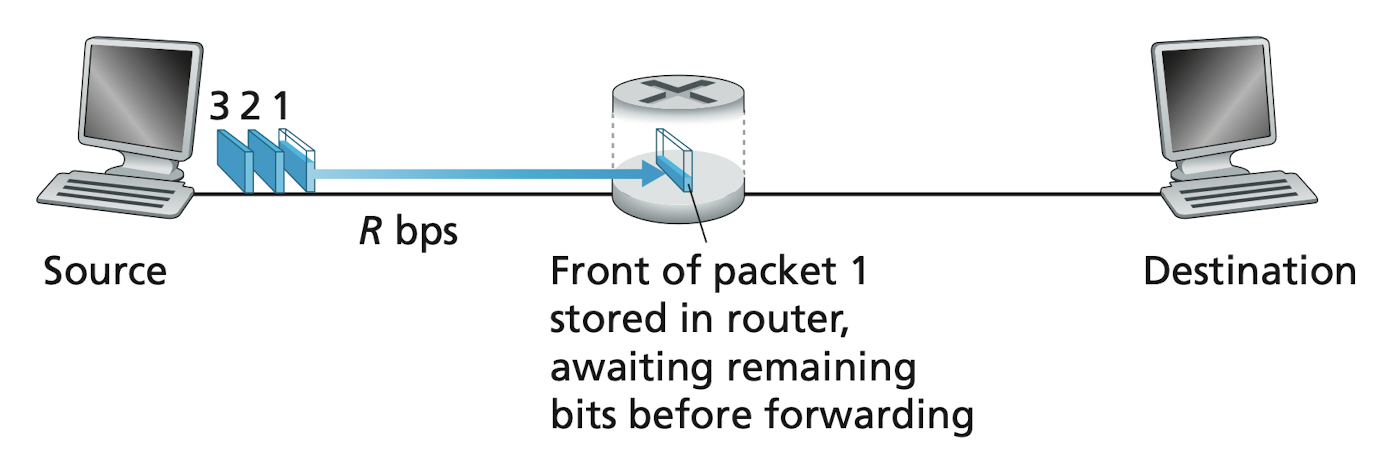 3 2 1
R bps
Source
Front of packet 1
stored in router,
awaiting remaining
bits before forwarding
Destination